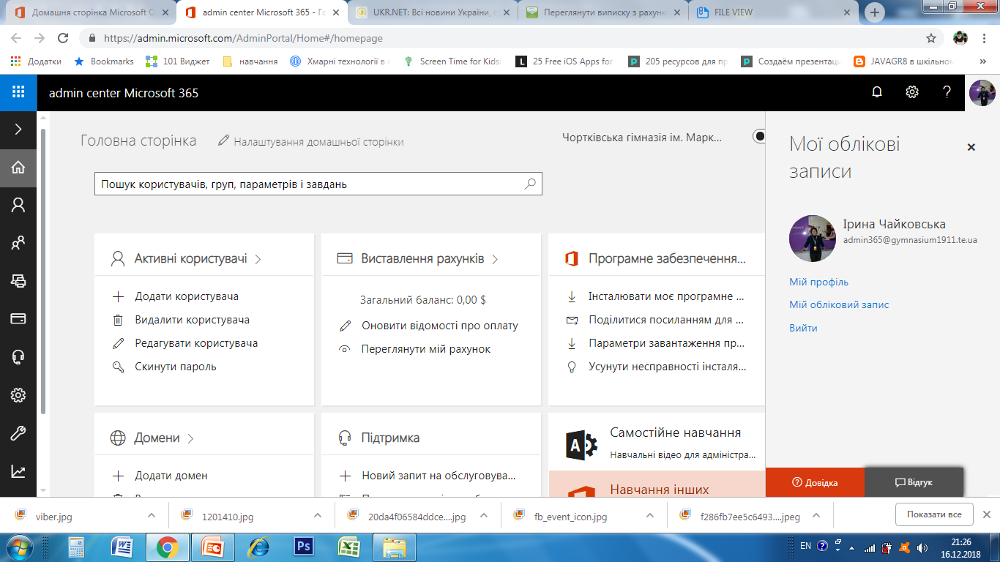 Домашня сторінка Microsoft O
admin center Microsoft 365 - Го
UKR.NET: Всі новини України, о
Переглянути виписку з рахунк
FILE VIEW
https://admin.microsoft.com/AdminPortal/Home#/homepage
Додатки
Bookmarks
101 Виджет
навчання
Хмарні технології в о
Screen Time for Kids:
25 Free iOS Apps for
205 ресурсов для пр
Создаём презентаци
JAVAGR8 в шкільном
»
admin center Microsoft 365
Головна сторінка
Налаштування домашньої сторінки
Чортківська гімназія ім. Марк...
Пошук користувачів, груп, параметрів і завдань
Активні користувачі
Додати користувача
Видалити користувача
Редагувати користувача
Скинути пароль
Виставлення рахунків
Загальний баланс: 0,00 $
Оновити відомості про оплату
Переглянути мій рахунок
Програмне забезпечення...
Інсталювати моє програмне ...
Поділитися посиланням для ...
Параметри завантаження пр...
Усунути несправності інсталя...
Домени
Додати домен
Підтримка
Новий запит на обслуговува...
Самостійне навчання
Навчальні відео для адміністра...
Навчання інших
Мої облікові
записи
Ірина Чайковська
admin365@gymnasium1911.te.ua
Мій профіль
Мій обліковий запис
Вийти
Довідка
Відгук
viber.jpg
1201410.jpg
20da4f06584ddce....jpg
fb_event_icon.jpg
f286fb7ee5c6493....jpeg
Показати все
EN
21:26
16.12.2018